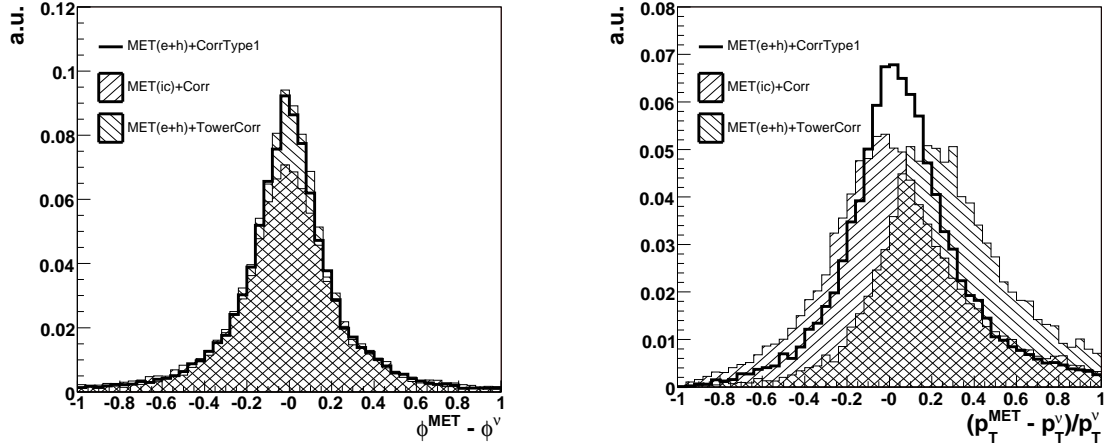 a.u.
0.12
0.1
0.08
0.06
0.04
0.02
0
MET(e+h)+CorrType1
MET(ic)+Corr
MET(e+h)+TowerCorr
-1 -0.8 -0.6 -0.4 -0.2 -0 0.2 0.4 0.6 0.8 1
ϕ^MET - ϕ^ν
a.u.
0.08
0.07
0.06
0.05
0.04
0.03
0.02
0.01
0
MET(e+h)+CorrType1
MET(ic)+Corr
MET(e+h)+TowerCorr
-1 -0.8 -0.6 -0.4 -0.2 -0 0.2 0.4 0.6 0.8 1
(p_T^MET - p_T^ν)/p_T^ν